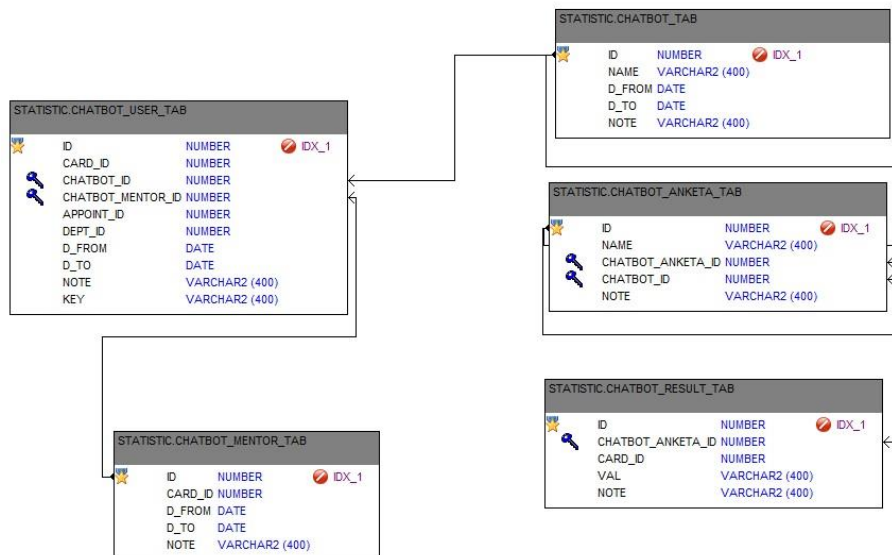 STATISTIC.CHATBOT_TAB
ID NUMBER IDX_1
NAME VARCHAR2 (400)
D_FROM DATE
D_TO DATE
NOTE VARCHAR2 (400)
STATISTIC.CHATBOT_USER_TAB
ID NUMBER IDX_1
CARD_ID NUMBER
CHATBOT_ID NUMBER
CHATBOT_MENTOR_ID NUMBER
APPOINT_ID NUMBER
DEPT_ID NUMBER
D_FROM DATE
D_TO DATE
NOTE VARCHAR2 (400)
KEY VARCHAR2 (400)
STATISTIC.CHATBOT_ANKETA_TAB
ID NUMBER IDX_1
NAME VARCHAR2 (400)
CHATBOT_ANKETA_ID NUMBER
CHATBOT_ID NUMBER
NOTE VARCHAR2 (400)
STATISTIC.CHATBOT_RESULT_TAB
ID NUMBER IDX_1
CHATBOT_ANKETA_ID NUMBER
CARD_ID NUMBER
VAL VARCHAR2 (400)
NOTE VARCHAR2 (400)
STATISTIC.CHATBOT_MENTOR_TAB
ID NUMBER IDX_1
CARD_ID NUMBER
D_FROM DATE
D_TO DATE
NOTE VARCHAR2 (400)